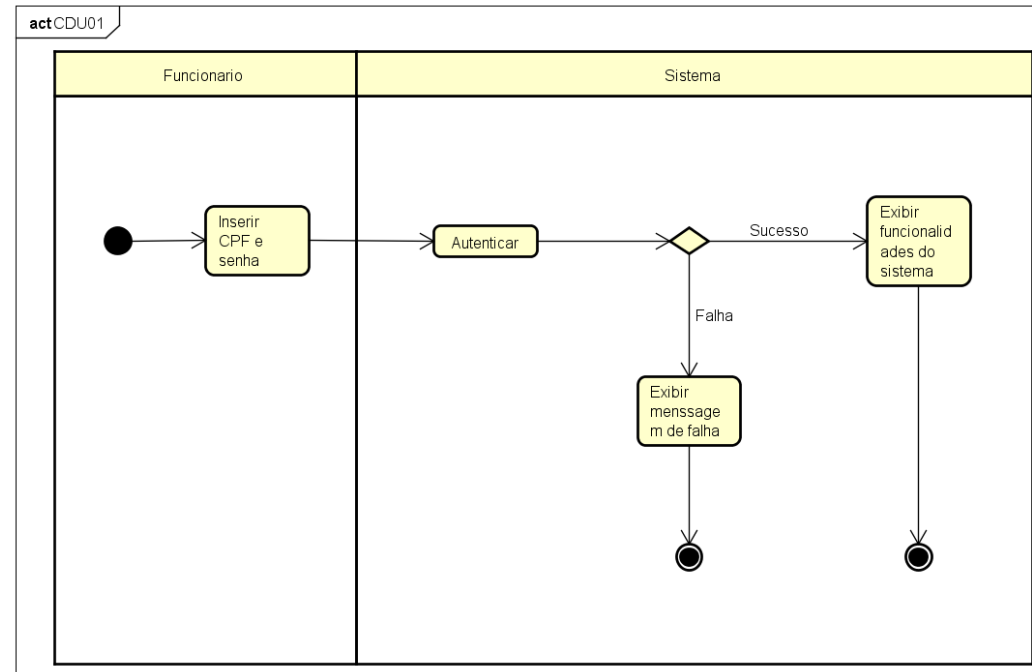 act CDU01
Funcionario
Sistema
Inserir
CPF e
senha
Autenticar
Sucesso
Exibir
funcionalid
ades do
sistema
Falha
Exibir
menssage
m de falha